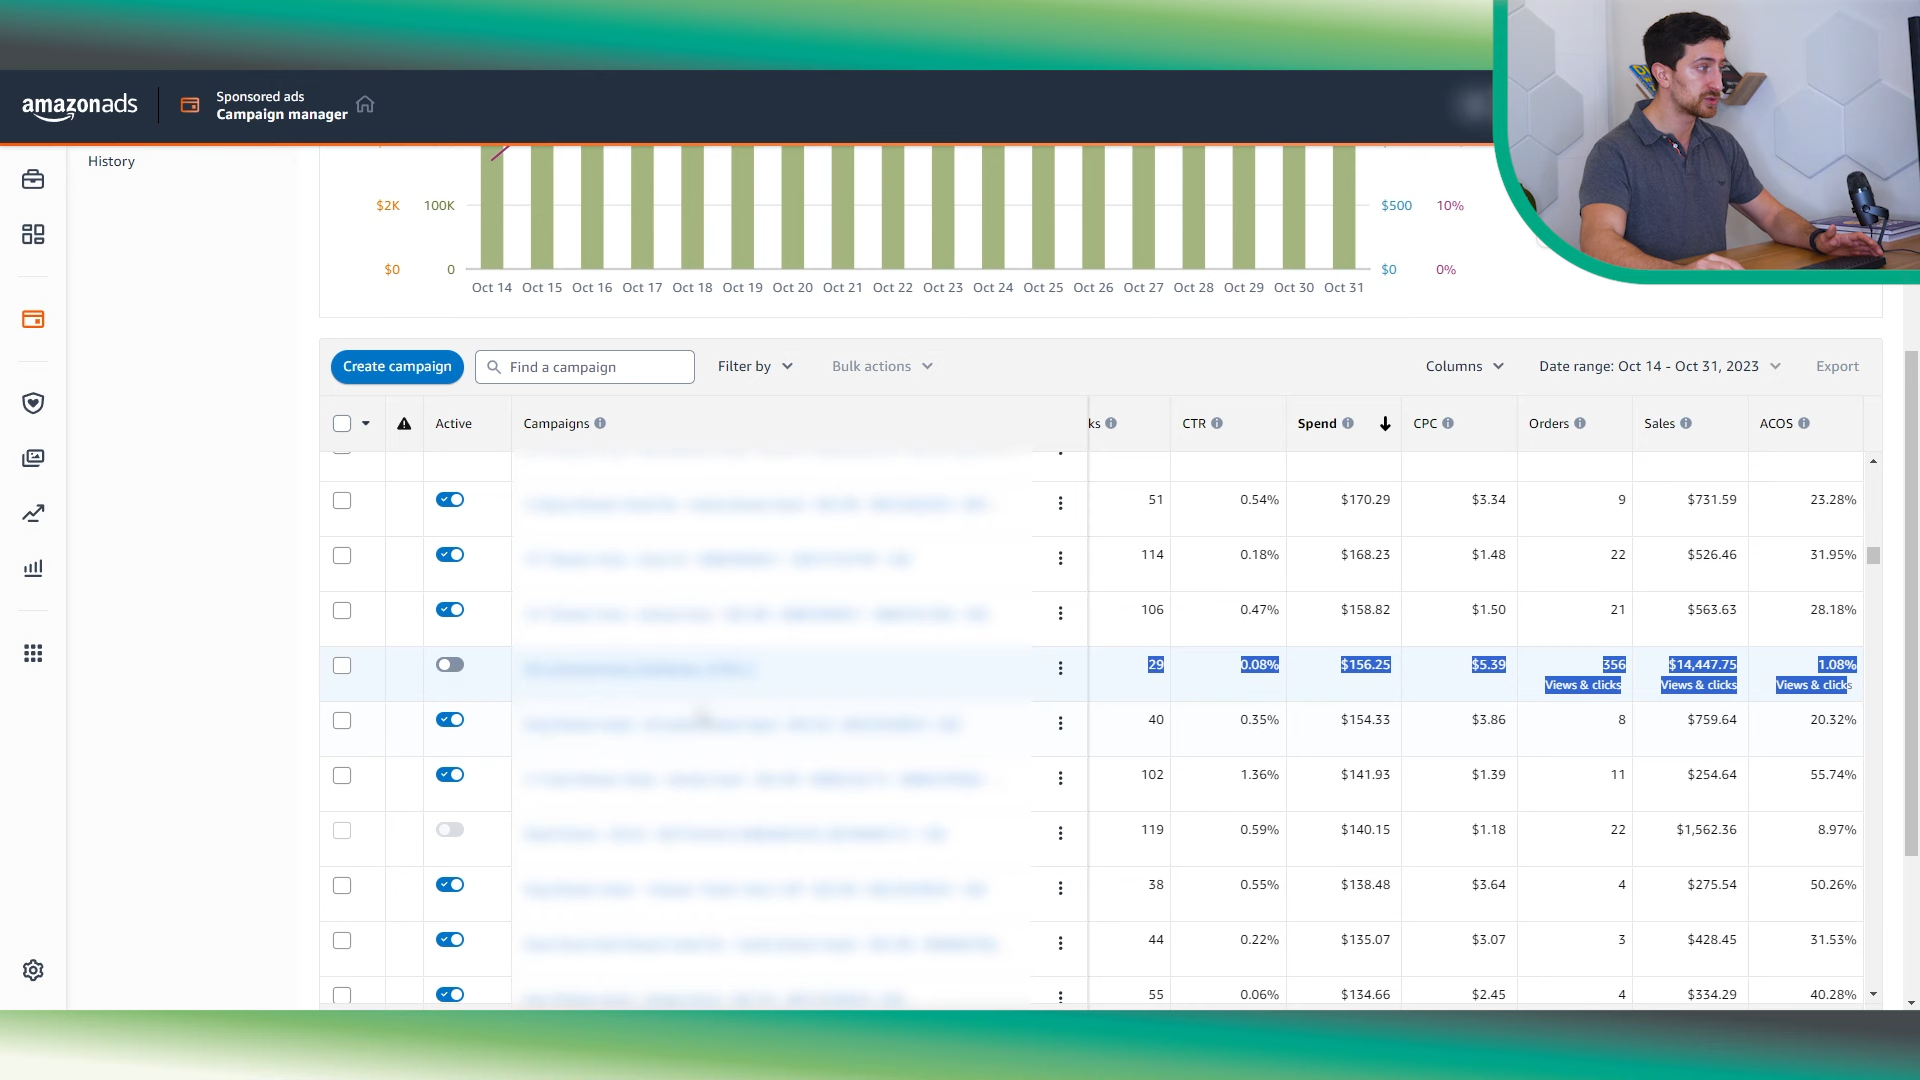 amazonads
Sponsored ads
Campaign manager
History
$2K 100K $500 10%
$0 0 $0 0%
Oct 14 Oct 15 Oct 16 Oct 17 Oct 18 Oct 19 Oct 20 Oct 21 Oct 22 Oct 23 Oct 24 Oct 25 Oct 26 Oct 27 Oct 28 Oct 29 Oct 30 Oct 31
Create campaign Find a campaign Filter by Bulk actions Columns Date range: Oct 14 - Oct 31, 2023 Export
Active Campaigns ks CTR Spend CPC Orders Sales ACOS
51 0.54% $170.29 $3.34 9 $731.59 23.28%
114 0.18% $168.23 $1.48 22 $526.46 31.95%
106 0.47% $158.82 $1.50 21 $563.63 28.18%
29 0.08% $156.25 $5.39 356 $14,447.75 1.08%
Views & clicks Views & clicks Views & clicks
40 0.35% $154.33 $3.86 8 $759.64 20.32%
102 1.36% $141.93 $1.39 11 $254.64 55.74%
119 0.59% $140.15 $1.18 22 $1,562.36 8.97%
38 0.55% $138.48 $3.64 4 $275.54 50.26%
44 0.22% $135.07 $3.07 3 $428.45 31.53%
55 0.06% $134.66 $2.45 4 $334.29 40.28%